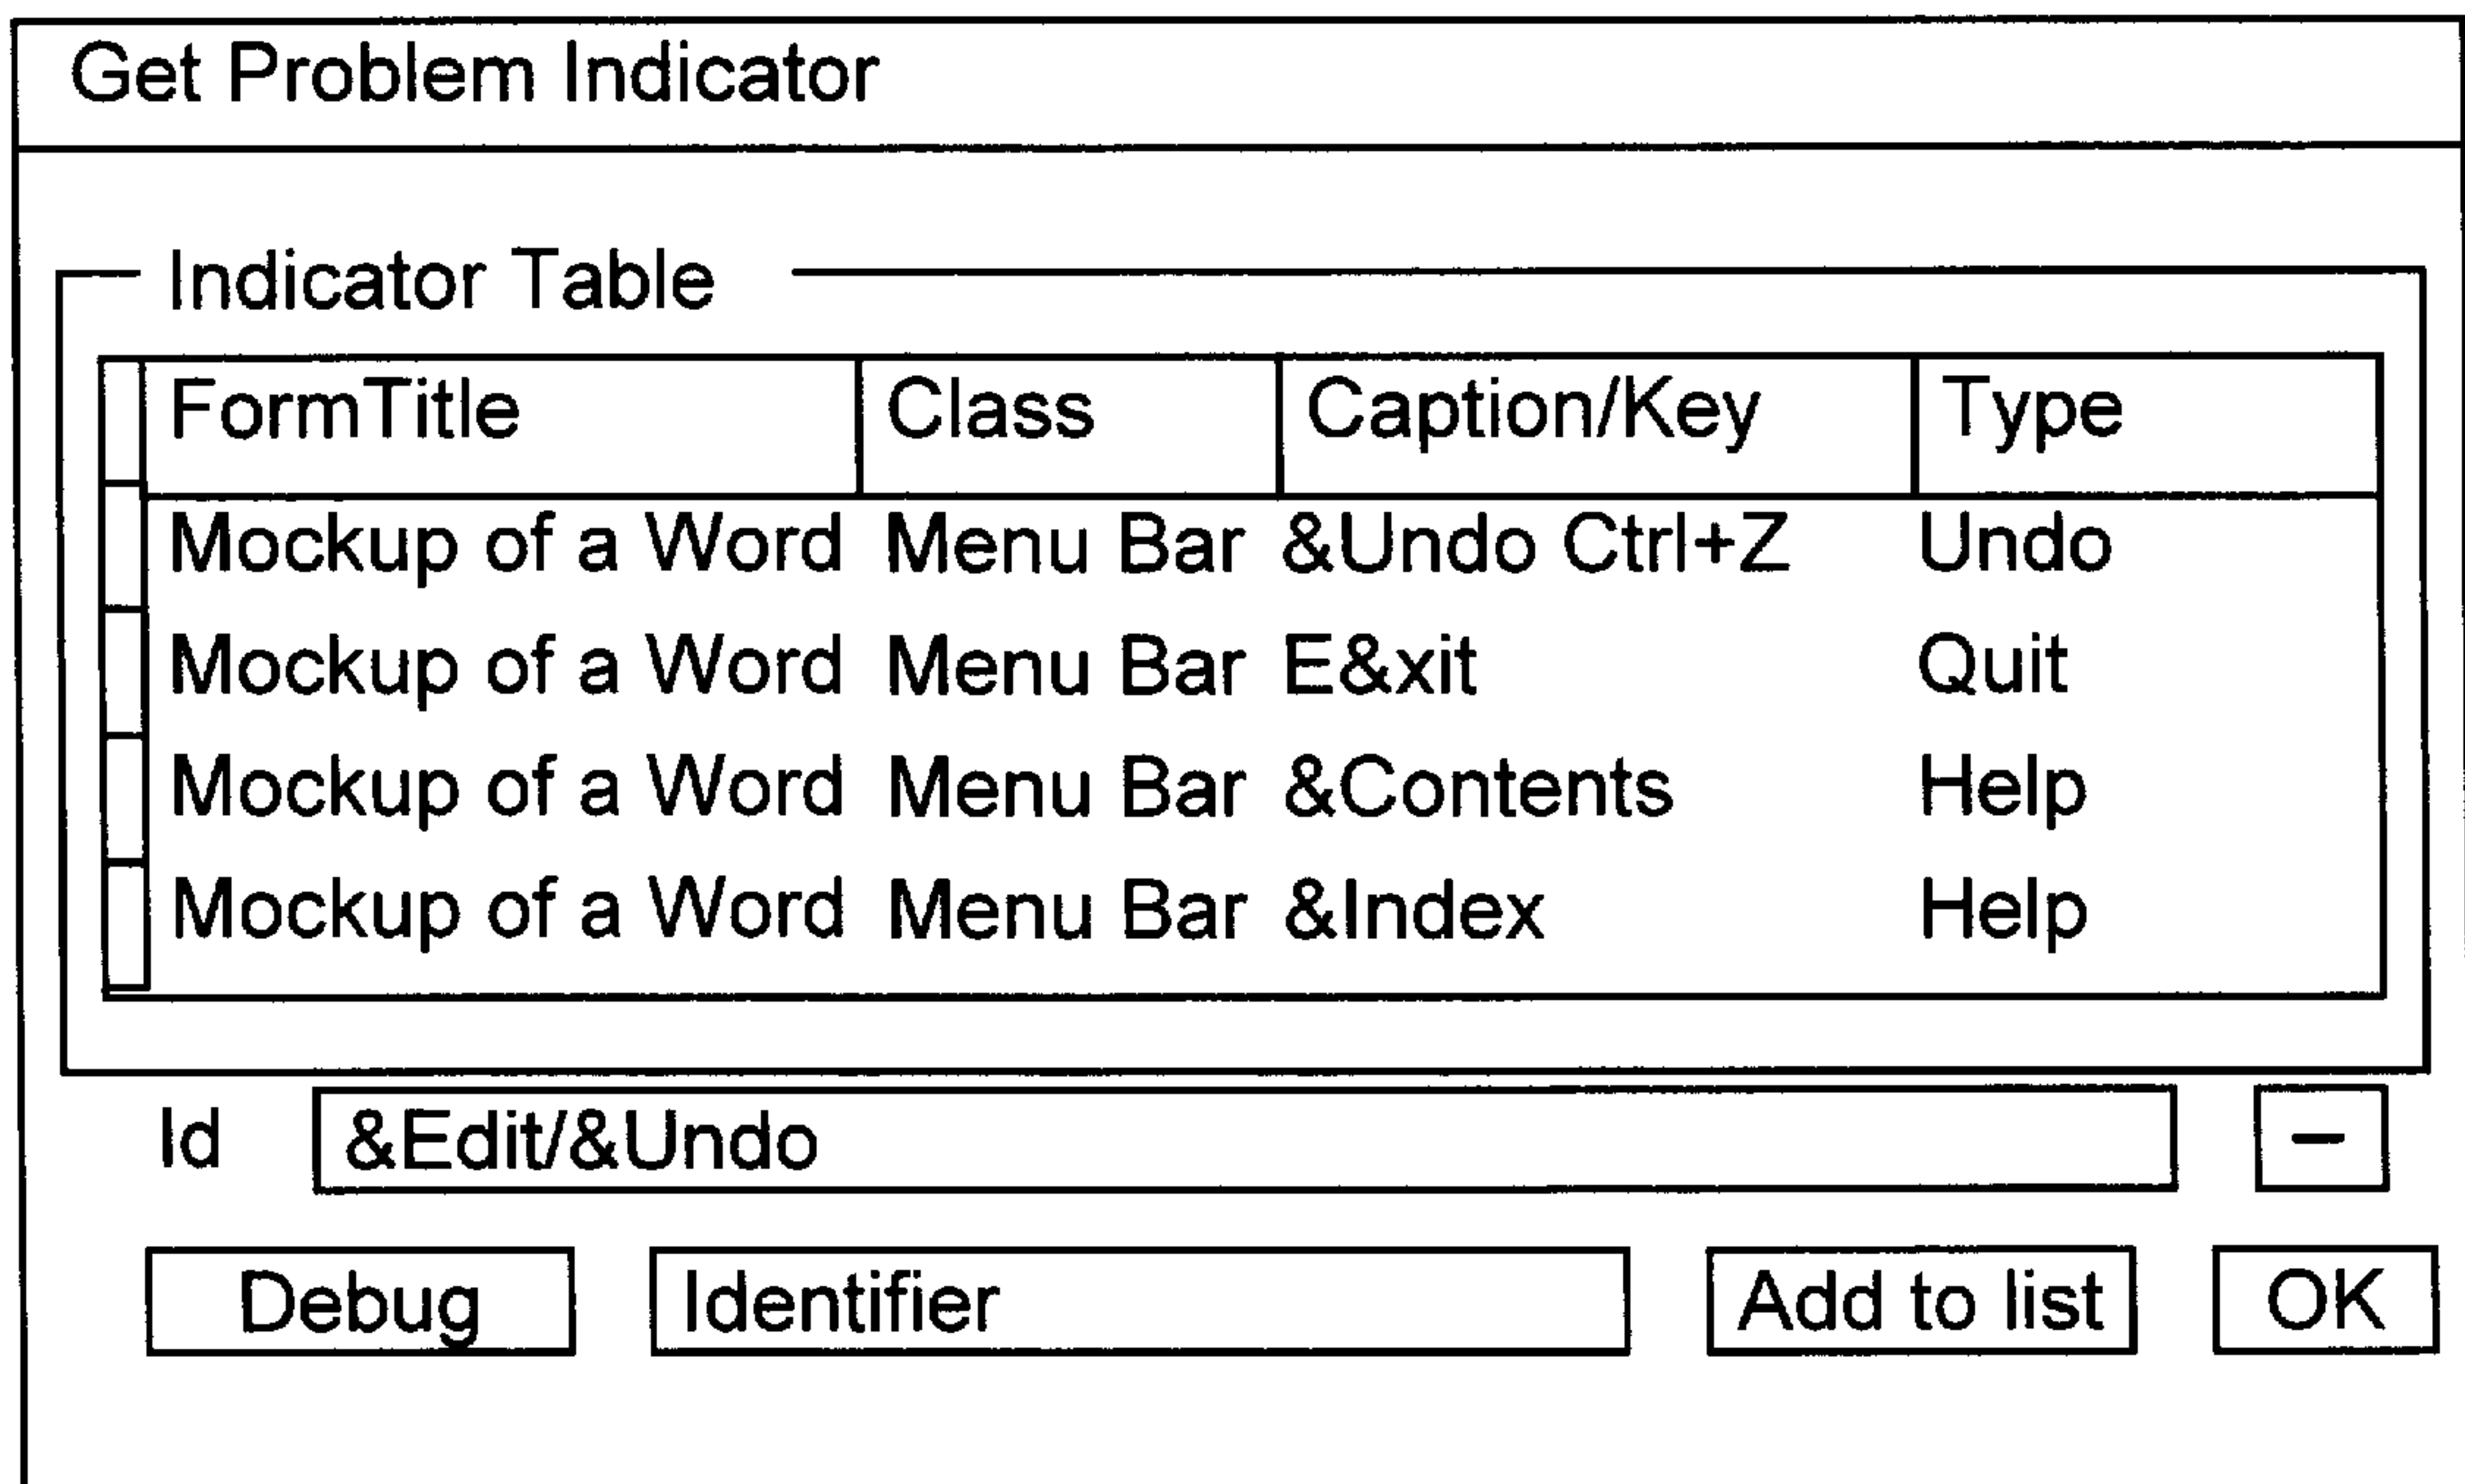 Get Problem Indicator
Indicator Table
FormTitle Class Caption/Key Type
Mockup of a Word Menu Bar &Undo Ctrl+Z Undo
Mockup of a Word Menu Bar E&xit Quit
Mockup of a Word Menu Bar &Contents Help
Mockup of a Word Menu Bar &Index Help
Id &Edit/&Undo –
Debug Identifier Add to list OK